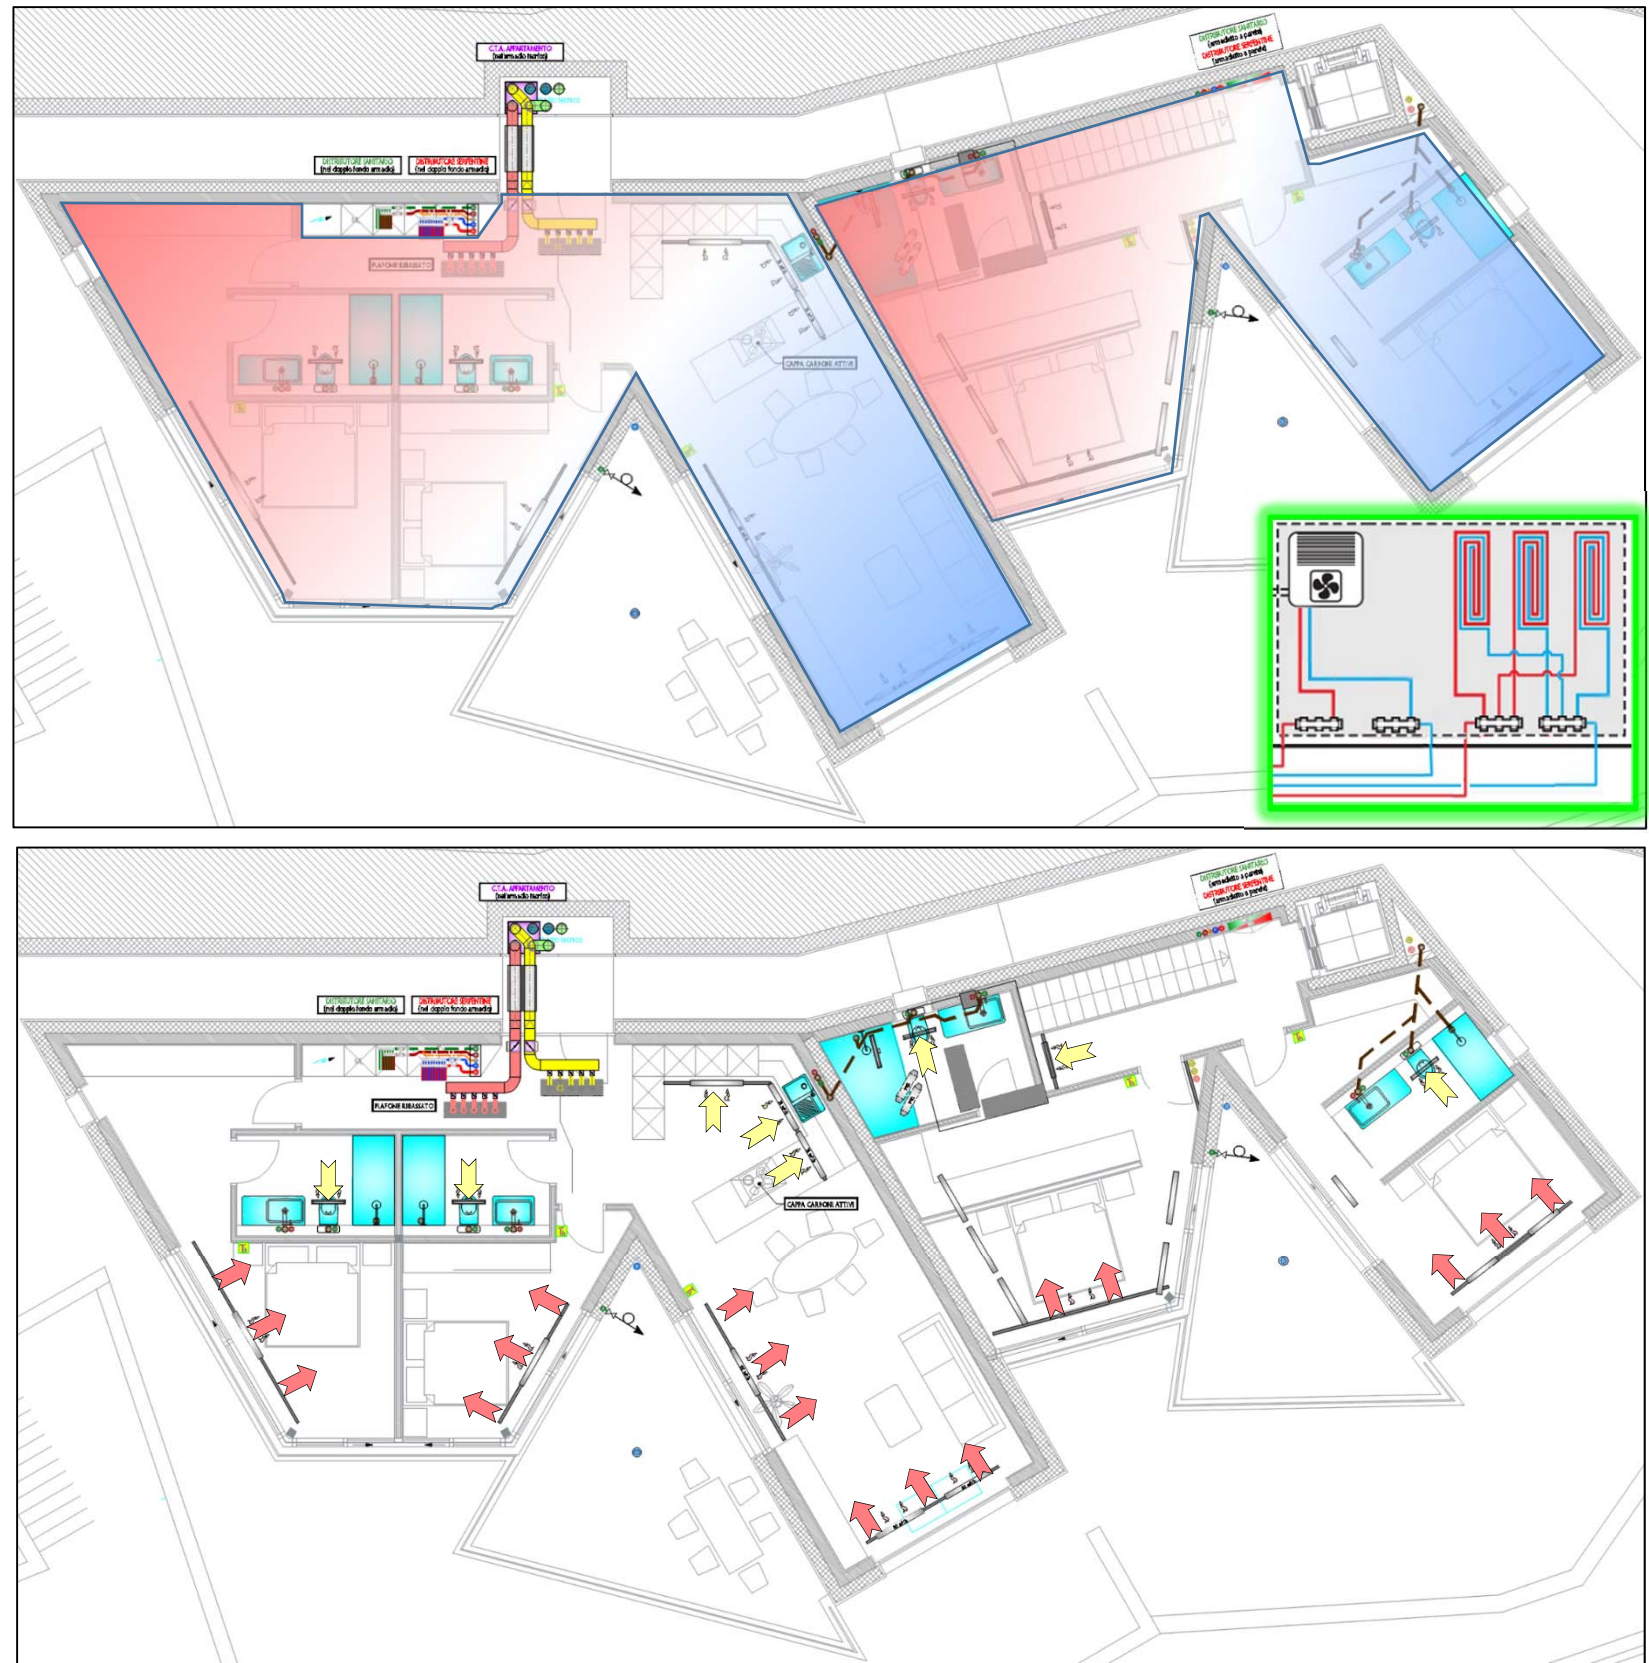 C.T.A. APPARTAMENTO
(nell'armadio tecnico)
DISTRIBUTORE SANITARIO
(armadietto a parete)
DISTRIBUTORE SERPENTINE
(armadietto a parete)
DISTRIBUTORE SANITARIO
(nel doppio fondo armadio)
DISTRIBUTORE SERPENTINE
(nel doppio fondo armadio)
PLAFONE RIBASSATO
CAPPA CARBONI ATTIVI
C.T.A. APPARTAMENTO
(nell'armadio tecnico)
DISTRIBUTORE SANITARIO
(armadietto a parete)
DISTRIBUTORE SERPENTINE
(armadietto a parete)
DISTRIBUTORE SANITARIO
(nel doppio fondo armadio)
DISTRIBUTORE SERPENTINE
(nel doppio fondo armadio)
PLAFONE RIBASSATO
CAPPA CARBONI ATTIVI